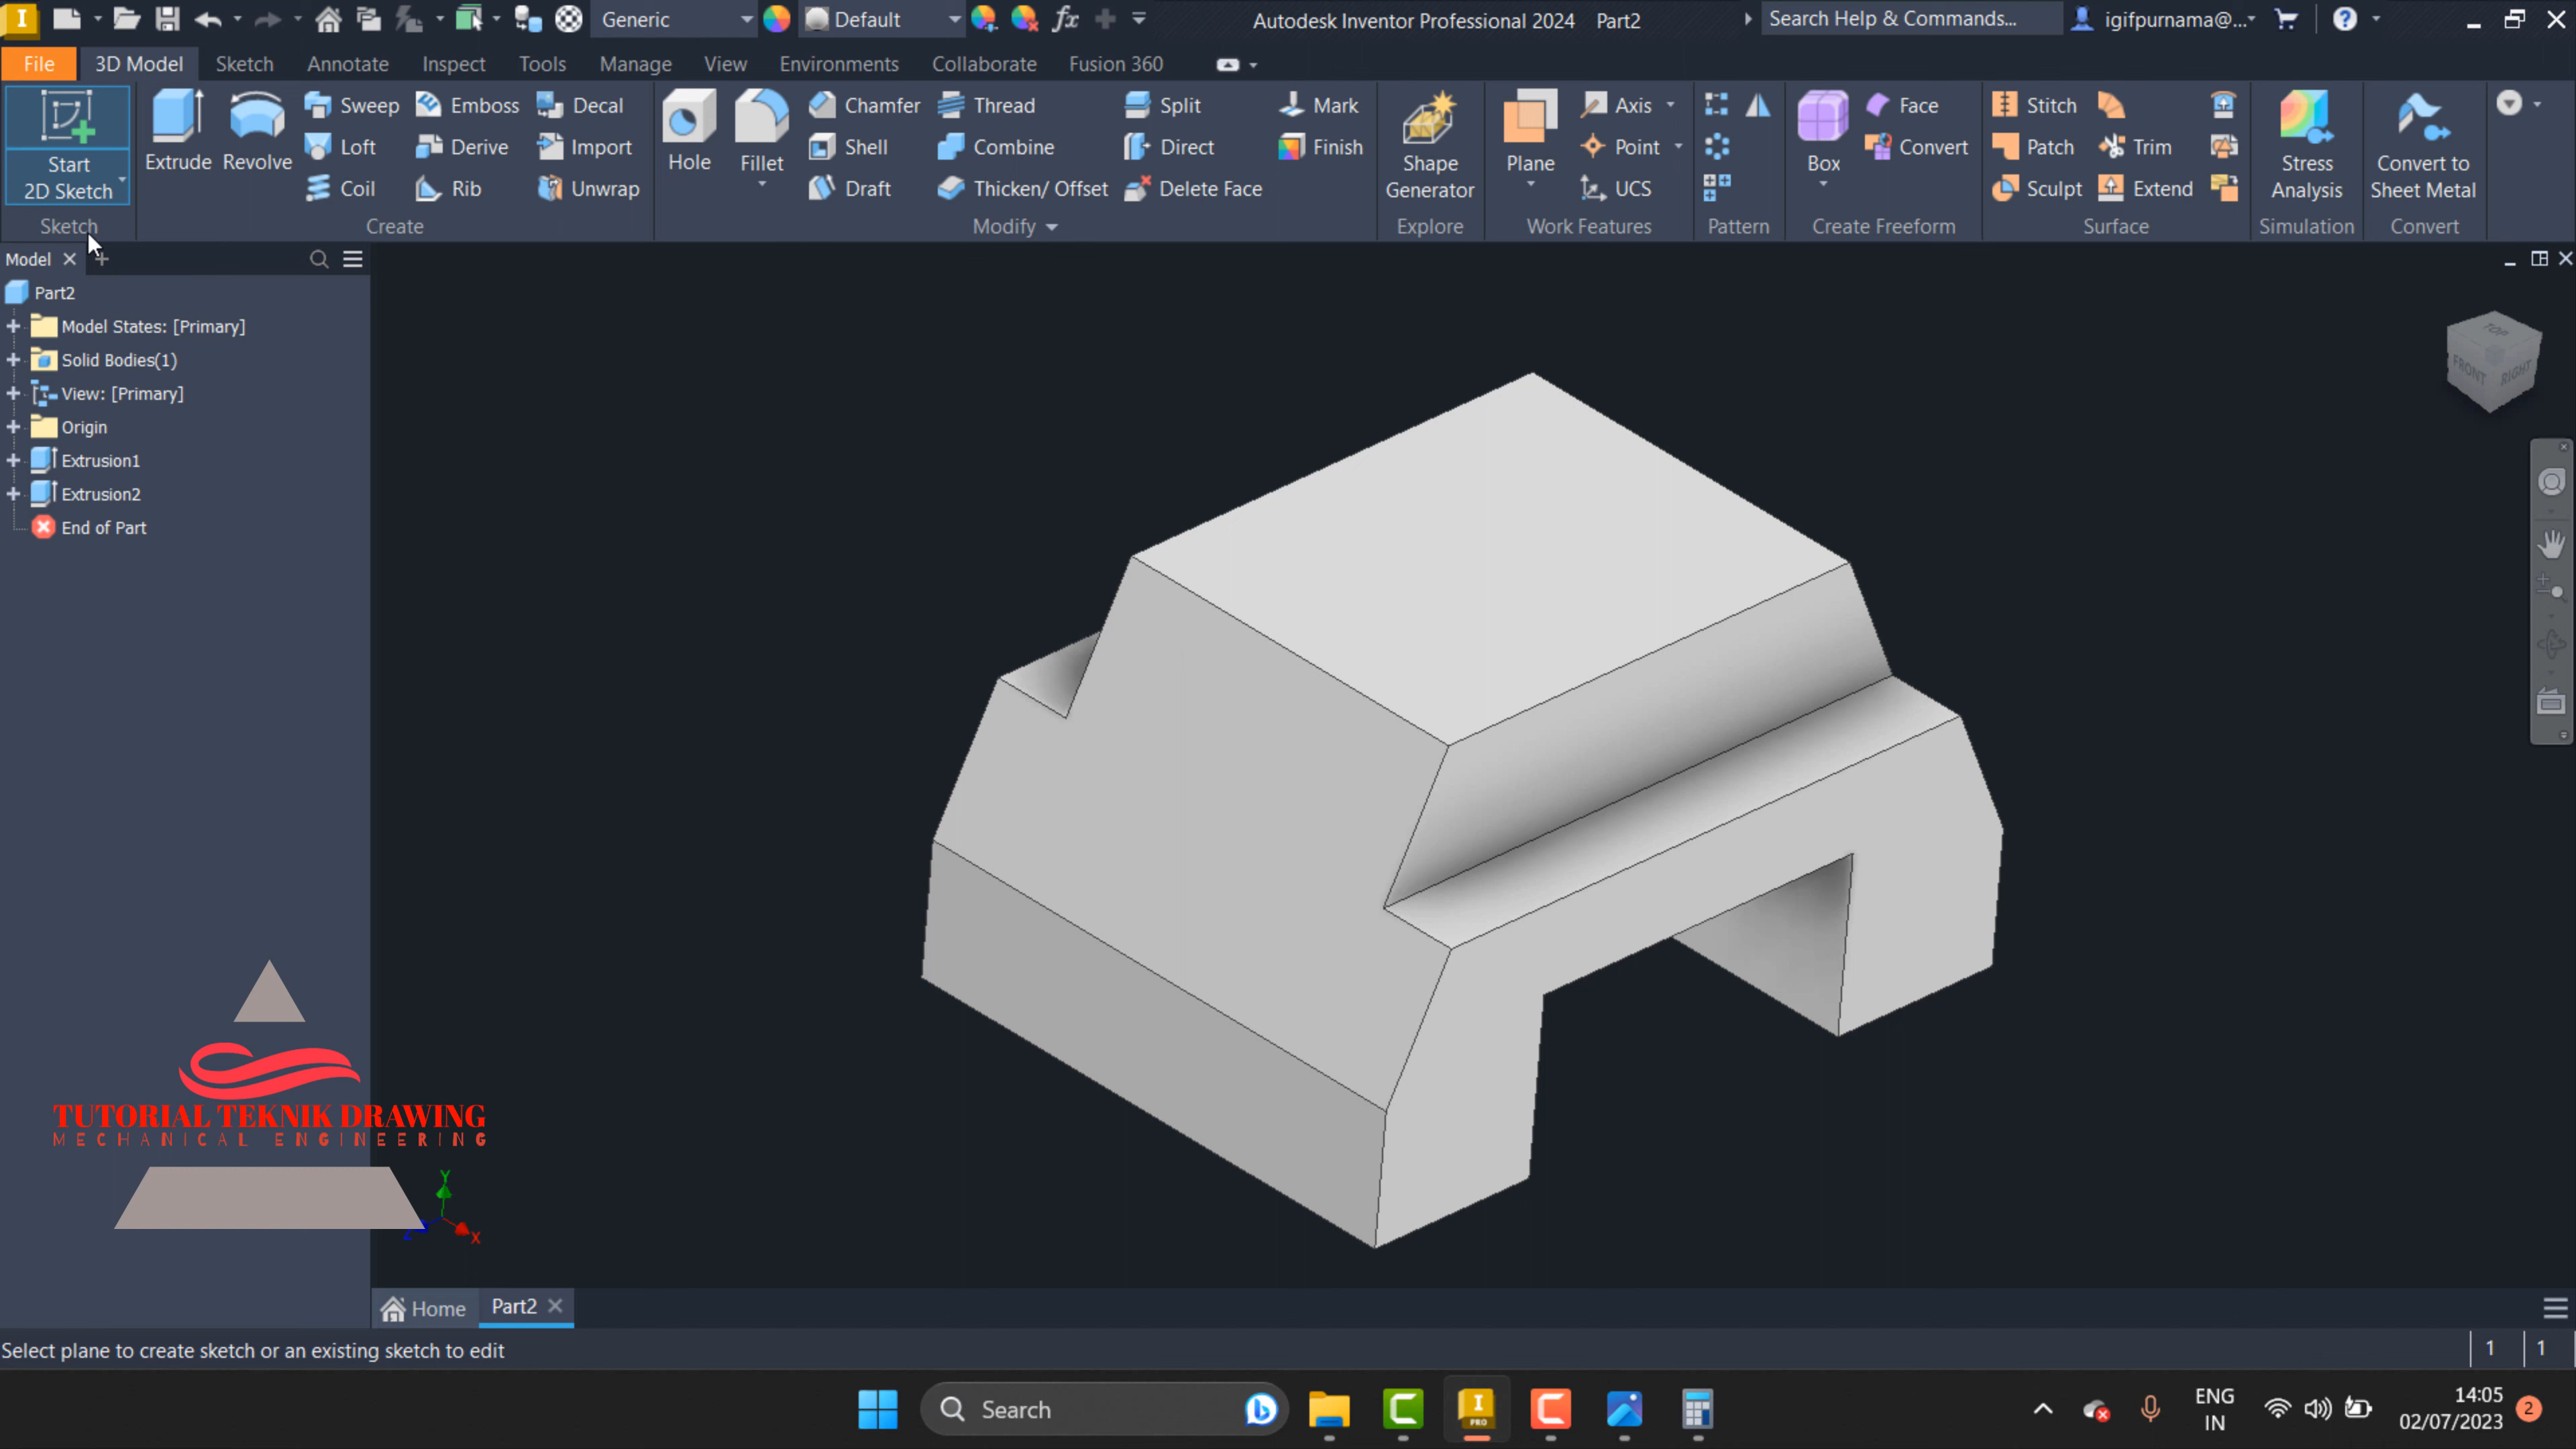 Generic
Default
fx
Autodesk Inventor Professional 2024 Part2
Search Help & Commands...
igifpurnama@...
File 3D Model Sketch Annotate Inspect Tools Manage View Environments Collaborate Fusion 360
Start
2D Sketch
Extrude Revolve
Sweep Emboss Decal
Loft Derive Import
Coil Rib Unwrap
Hole Fillet
Chamfer Thread Split Mark
Shell Combine Direct Finish
Draft Thicken/ Offset Delete Face
Shape
Generator
Plane
Axis
Point
UCS
Box
Face
Convert
Stitch
Patch Trim
Sculpt Extend
Stress
Analysis
Convert to
Sheet Metal
Sketch Create Modify Explore Work Features Pattern Create Freeform Surface Simulation Convert
Model
Part2
Model States: [Primary]
Solid Bodies(1)
View: [Primary]
Origin
Extrusion1
Extrusion2
End of Part
TOP
FRONT RIGHT
TUTORIAL TEKNIK DRAWING
MECHANICAL ENGINEERING
Y
Z
X
Home Part2
Select plane to create sketch or an existing sketch to edit
1 1
Search
I
PRO
ENG
IN
14:05
02/07/2023
2